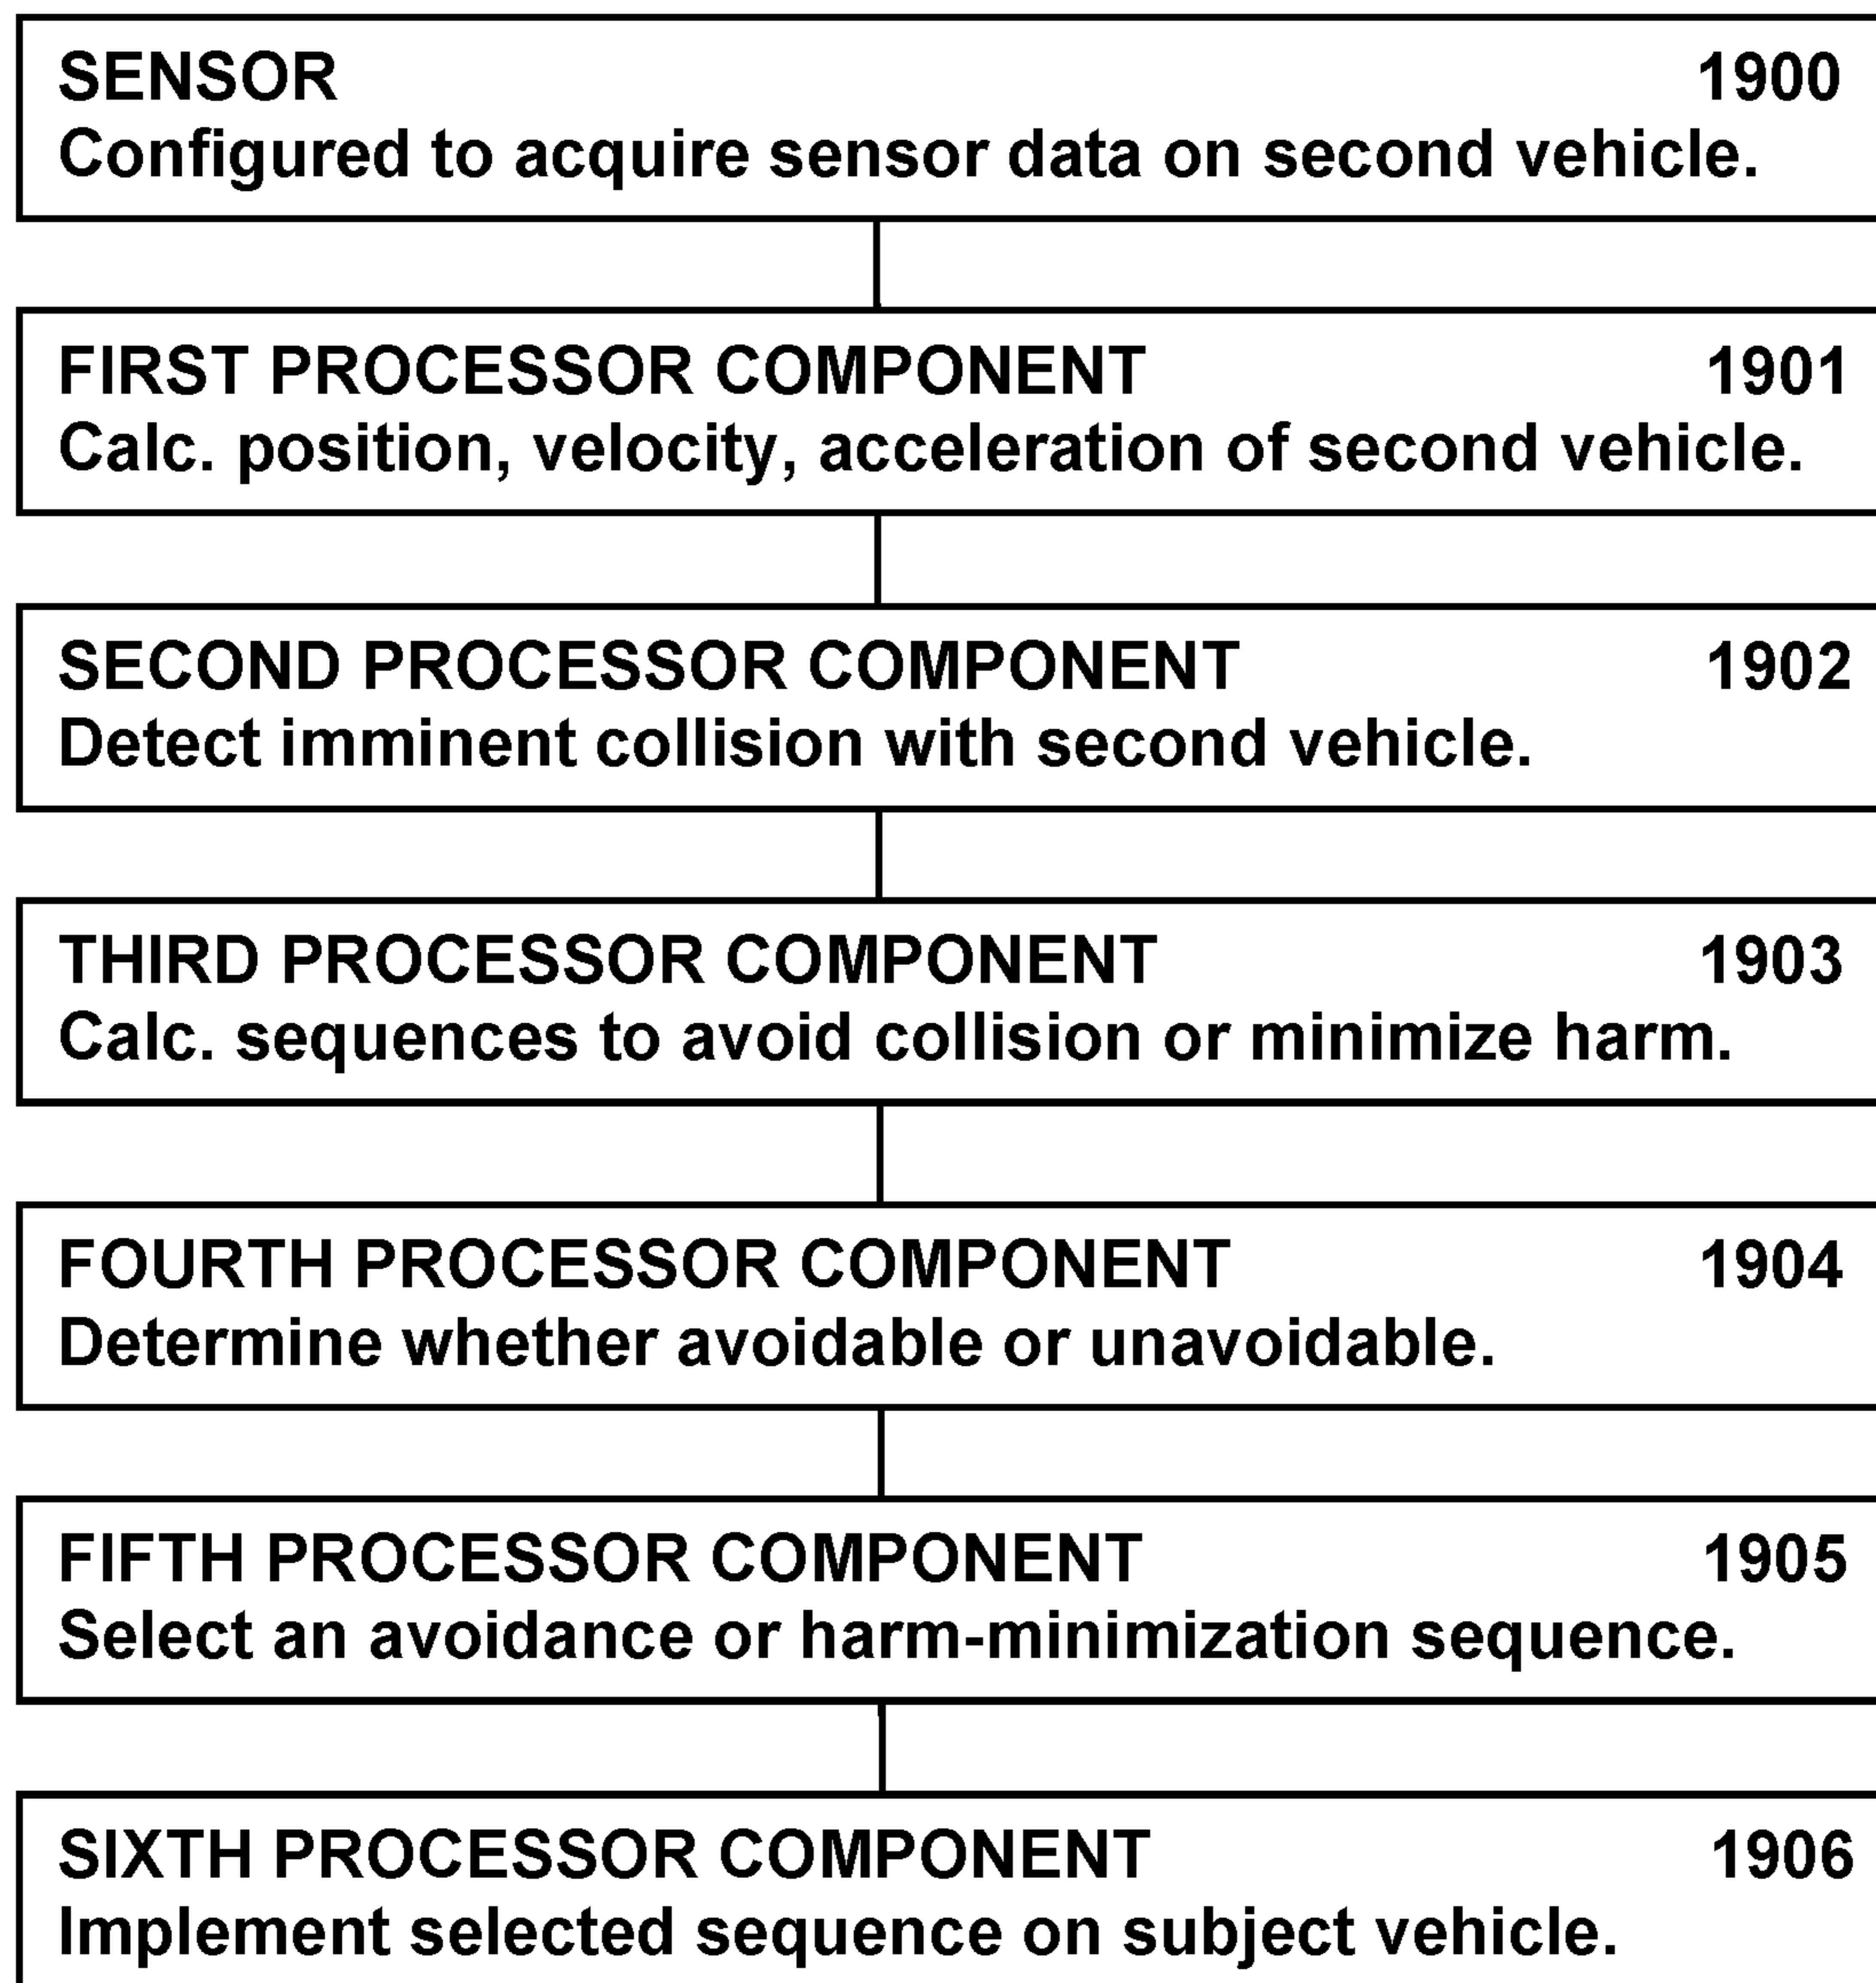 SENSOR 1900
Configured to acquire sensor data on second vehicle.
FIRST PROCESSOR COMPONENT 1901
Calc. position, velocity, acceleration of second vehicle.
SECOND PROCESSOR COMPONENT 1902
Detect imminent collision with second vehicle.
THIRD PROCESSOR COMPONENT 1903
Calc. sequences to avoid collision or minimize harm.
FOURTH PROCESSOR COMPONENT 1904
Determine whether avoidable or unavoidable.
FIFTH PROCESSOR COMPONENT 1905
Select an avoidance or harm-minimization sequence.
SIXTH PROCESSOR COMPONENT 1906
Implement selected sequence on subject vehicle.